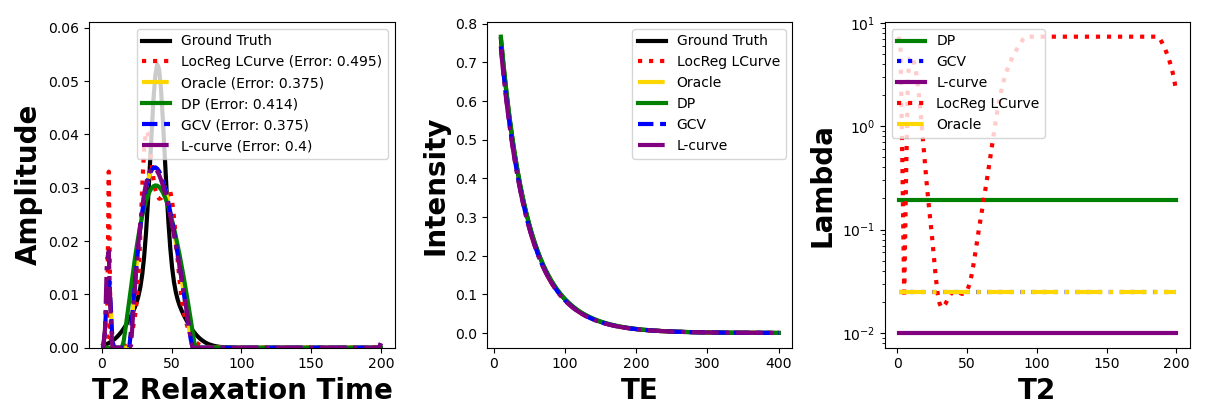 0.06
0.05
0.04
0.03
0.02
0.01
0.00
Amplitude
0 50 100 150 200
T2 Relaxation Time
Ground Truth
LocReg LCurve (Error: 0.495)
Oracle (Error: 0.375)
DP (Error: 0.414)
GCV (Error: 0.375)
L-curve (Error: 0.4)
0.8
0.7
0.6
0.5
0.4
0.3
0.2
0.1
0.0
Intensity
0 100 200 300 400
TE
Ground Truth
LocReg LCurve
Oracle
DP
GCV
L-curve
10¹
10⁰
10⁻¹
10⁻²
Lambda
0 50 100 150 200
T2
DP
GCV
L-curve
LocReg LCurve
Oracle